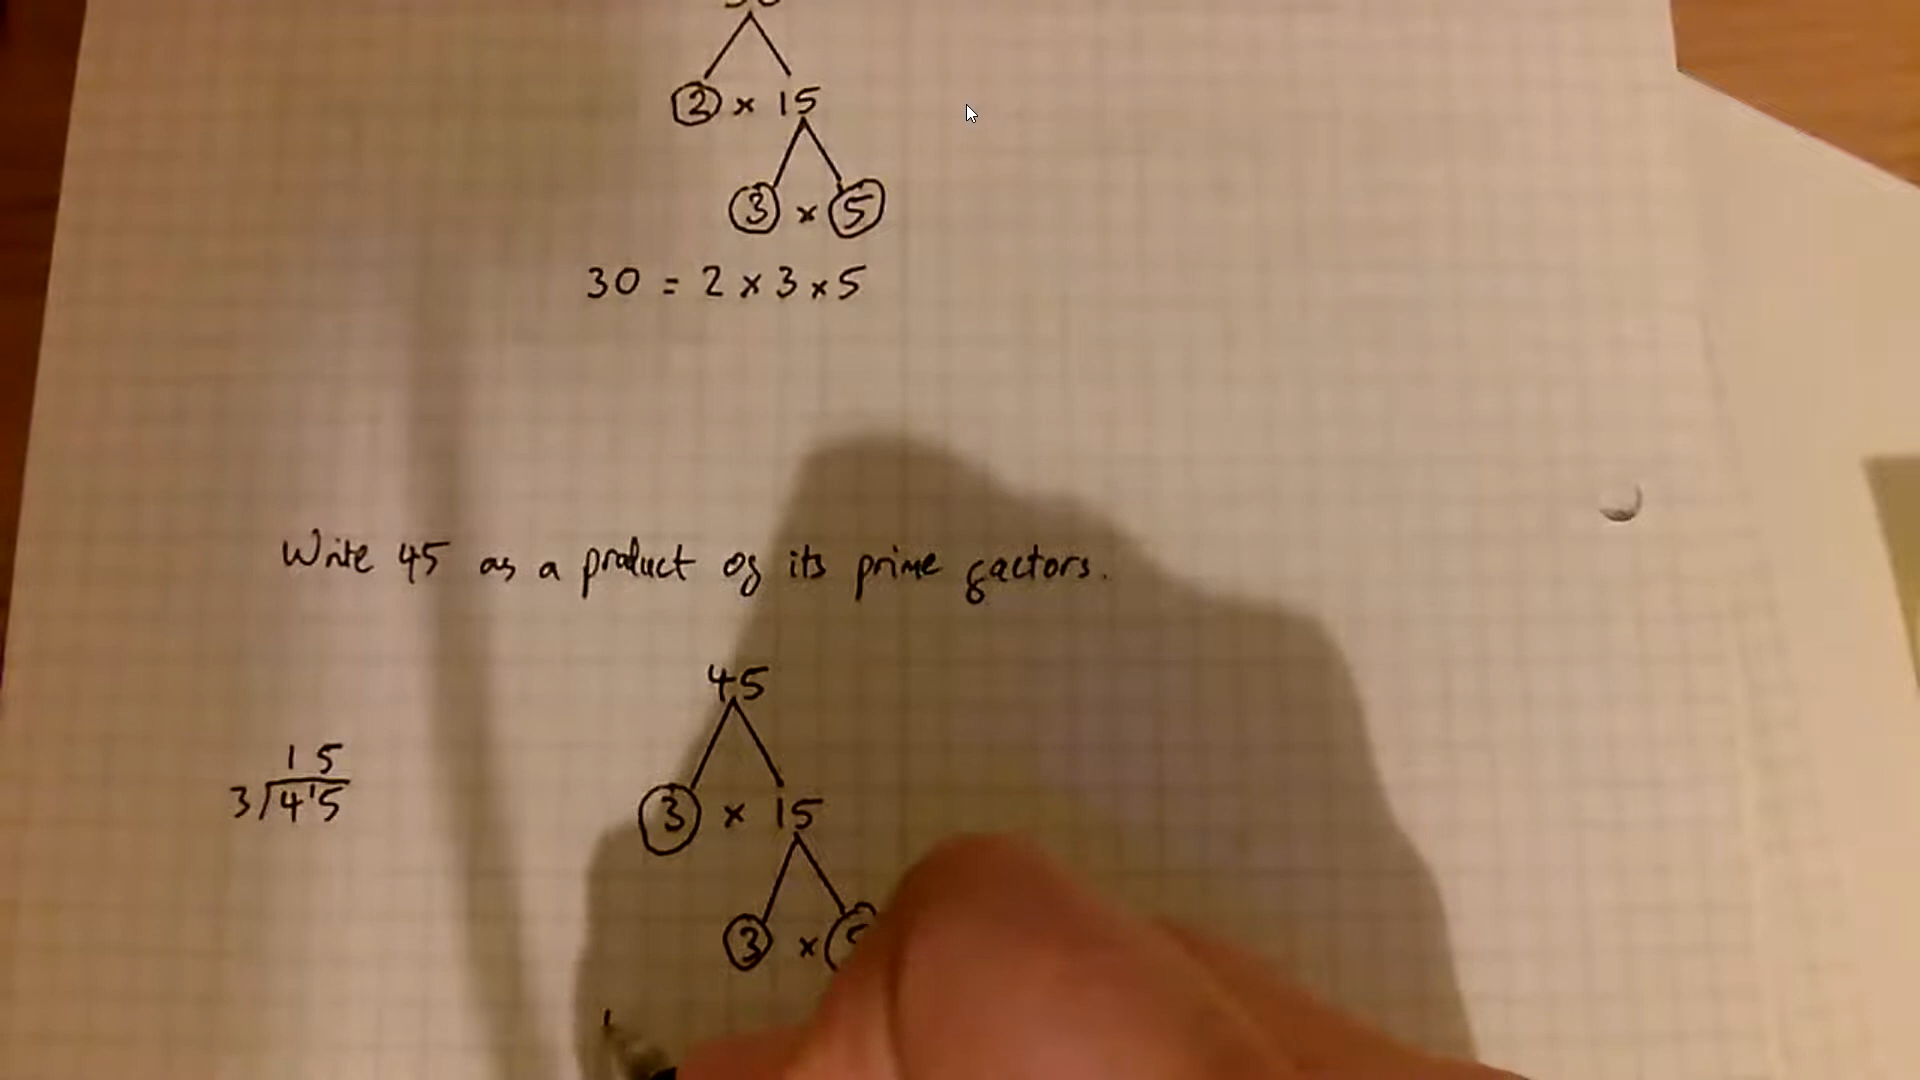 2 x 15
3 x 5
30 = 2 x 3 x 5
Write 45 as a product of its prime factors.
45
15
3 4 1 5
3 x 15
3 x